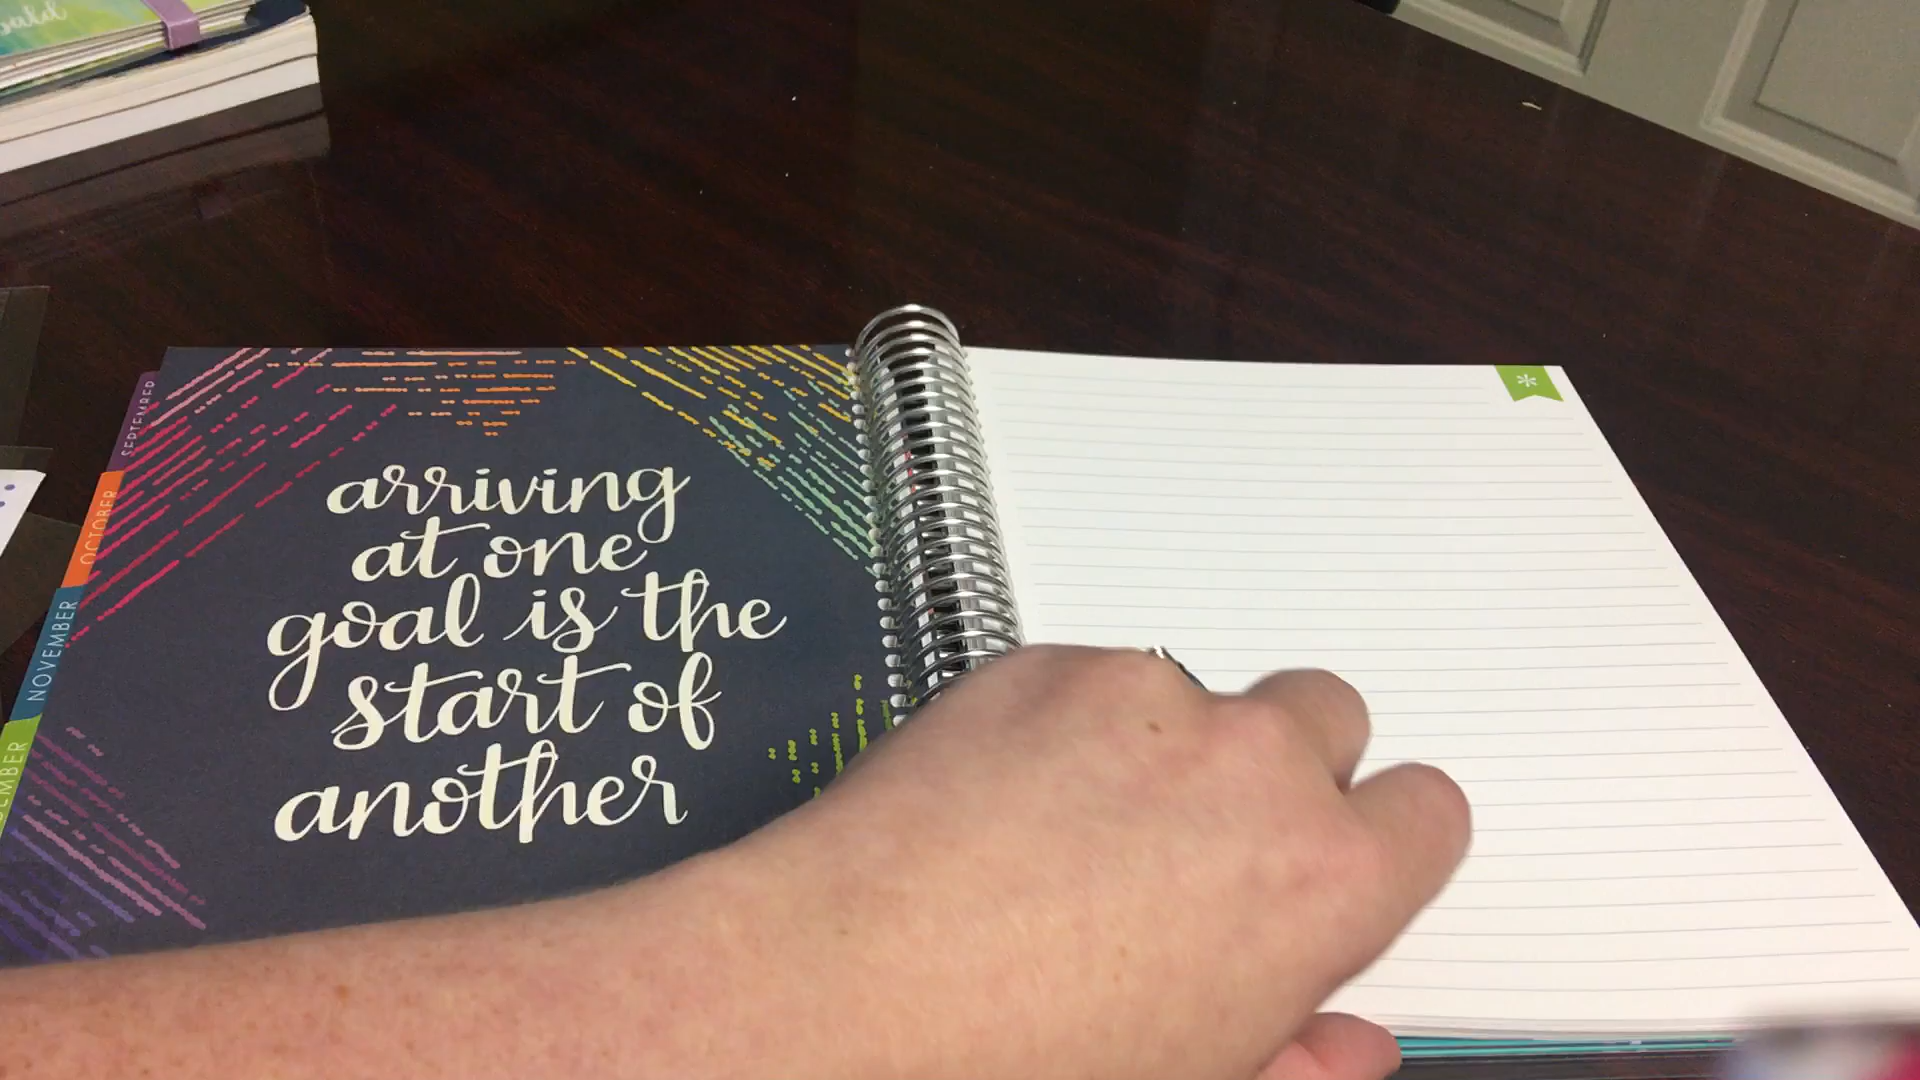 SEPTEMBER
OCTOBER
NOVEMBER
arriving
at one
goal is the
start of
another